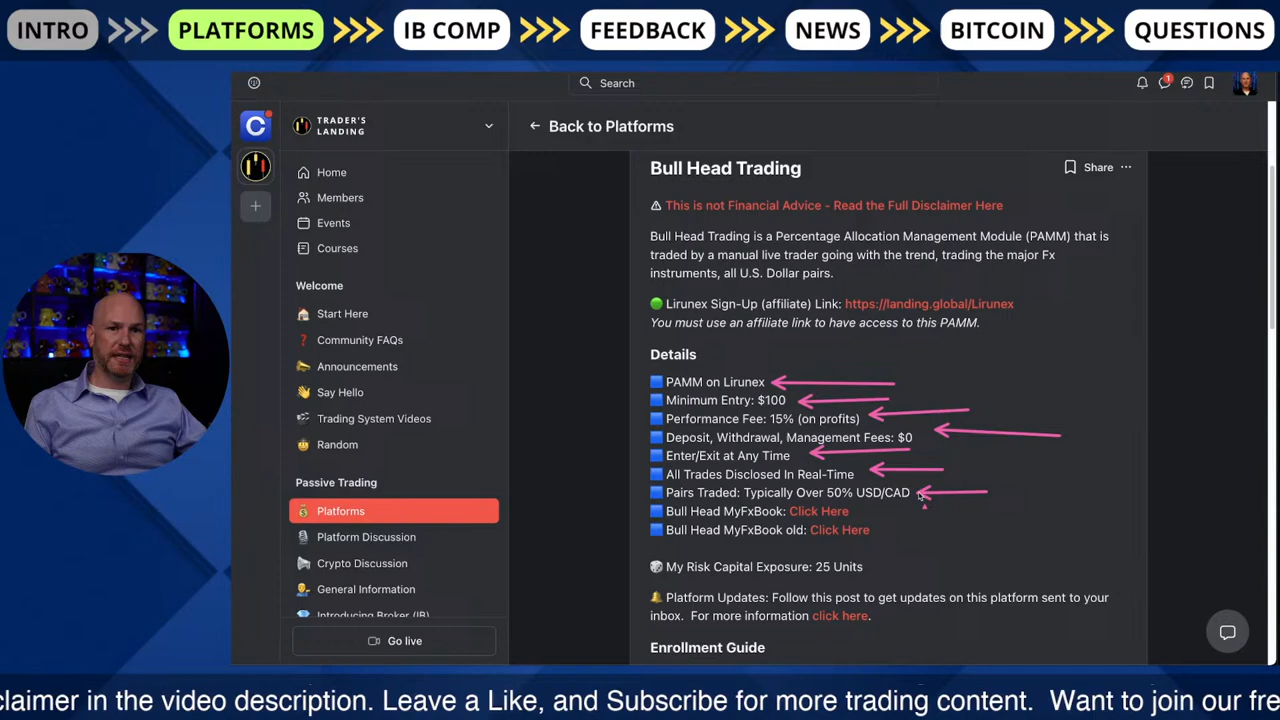 INTRO
PLATFORMS
IB COMP
FEEDBACK
NEWS
BITCOIN
QUESTIONS
Search
1
C
TRADER'S
LANDING
Home
Members
Events
Courses
Welcome
Start Here
Community FAQs
Announcements
Say Hello
Trading System Videos
Random
Passive Trading
Platforms
Platform Discussion
Crypto Discussion
General Information
Introducing Broker (IB)
Go live
Back to Platforms
Bull Head Trading
Share
This is not Financial Advice - Read the Full Disclaimer Here
Bull Head Trading is a Percentage Allocation Management Module (PAMM) that is
traded by a manual live trader going with the trend, trading the major Fx
instruments, all U.S. Dollar pairs.
Lirunex Sign-Up (affiliate) Link: https://landing.global/Lirunex
You must use an affiliate link to have access to this PAMM.
Details
PAMM on Lirunex
Minimum Entry: $100
Performance Fee: 15% (on profits)
Deposit, Withdrawal, Management Fees: $0
Enter/Exit at Any Time
All Trades Disclosed In Real-Time
Pairs Traded: Typically Over 50% USD/CAD
Bull Head MyFxBook: Click Here
Bull Head MyFxBook old: Click Here
My Risk Capital Exposure: 25 Units
Platform Updates: Follow this post to get updates on this platform sent to your
inbox. For more information click here.
Enrollment Guide
claimer in the video description. Leave a Like, and Subscribe for more trading content. Want to join our fre